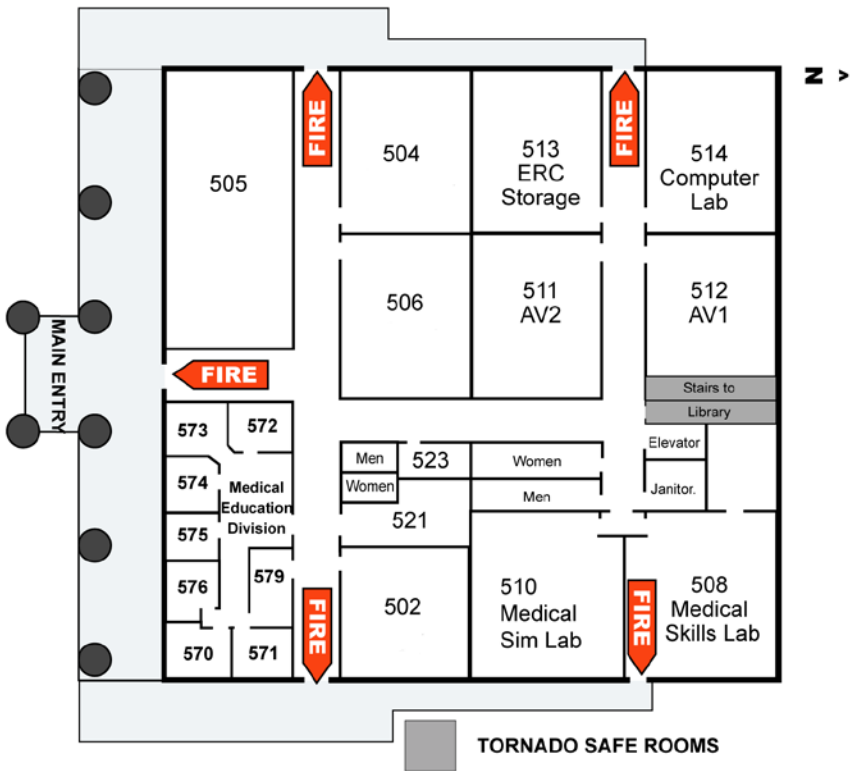 FIRE
FIRE
N >
505
504
513
ERC
Storage
514
Computer
Lab
506
511
AV2
512
AV1
MAIN ENTRY
FIRE
Stairs to
Library
573
572
Men
523
Women
Elevator
574
Medical
Education
Division
Women
Men
Janitor.
521
575
579
576
502
510
Medical
Sim Lab
508
Medical
Skills Lab
FIRE
FIRE
570
571
TORNADO SAFE ROOMS